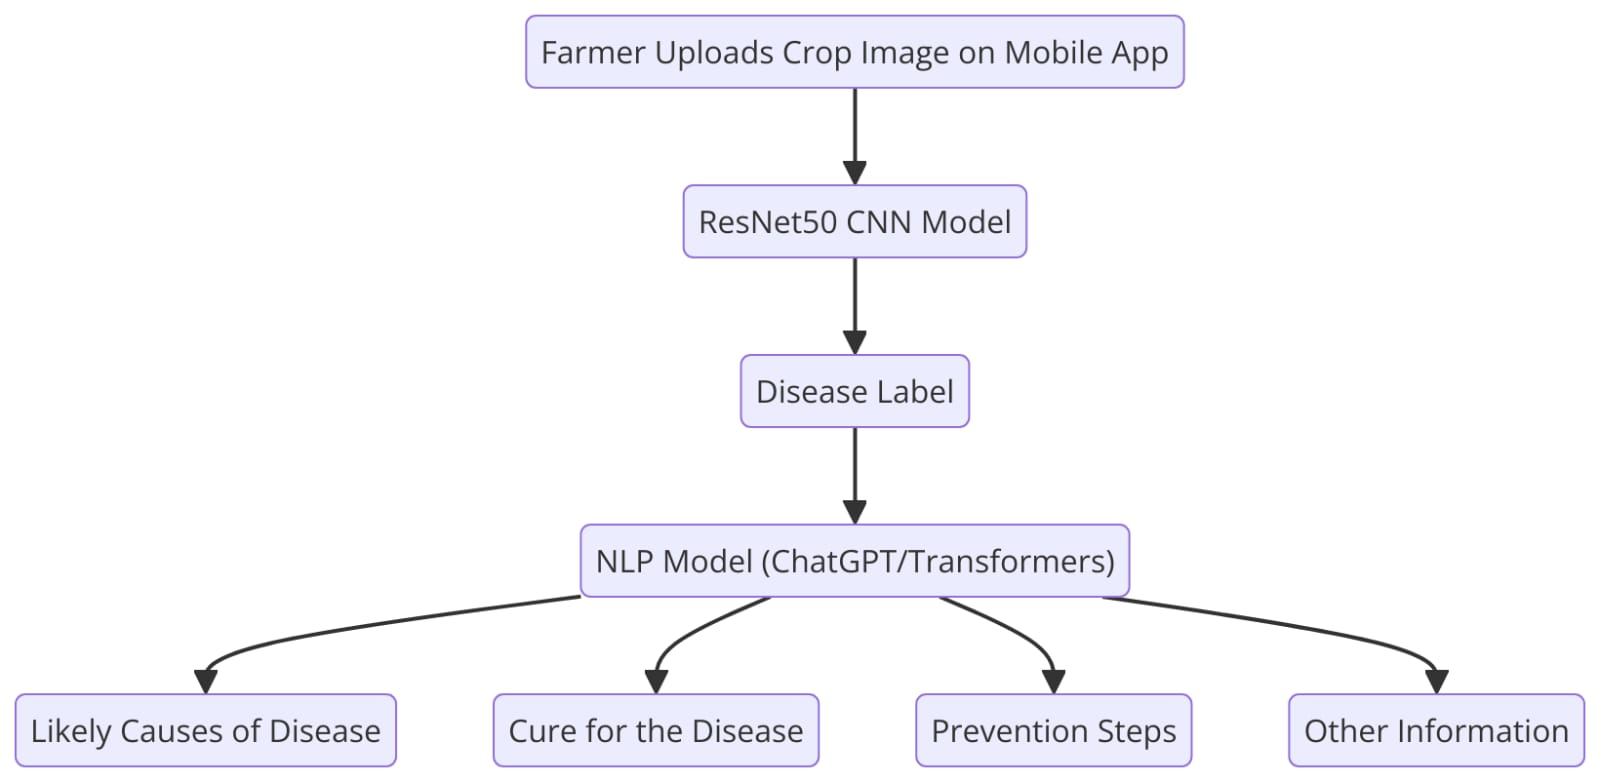 Farmer Uploads Crop Image on Mobile App
ResNet50 CNN Model
Disease Label
NLP Model (ChatGPT/Transformers)
Likely Causes of Disease
Cure for the Disease
Prevention Steps
Other Information